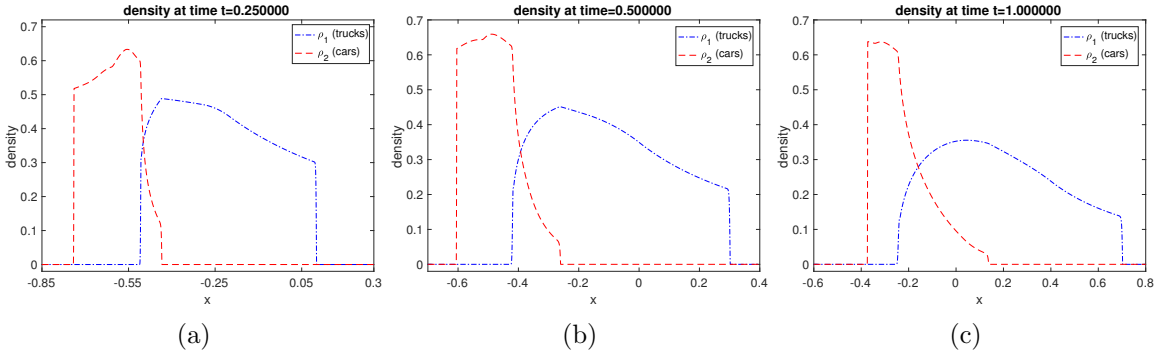 density at time t=0.250000
0.7
0.6
0.5
0.4
0.3
0.2
0.1
0
density
-0.85
-0.55
-0.25
0.05
0.3
x
ρ1 (trucks)
ρ2 (cars)
(a)
density at time=0.500000
0.7
0.6
0.5
0.4
0.3
0.2
0.1
0
density
-0.6
-0.4
-0.2
0
0.2
0.4
x
ρ1 (trucks)
ρ2 (cars)
(b)
density at time t=1.000000
0.7
0.6
0.5
0.4
0.3
0.2
0.1
0
density
-0.6
-0.4
-0.2
0
0.2
0.4
0.6
0.8
x
ρ1 (trucks)
ρ2 (cars)
(c)